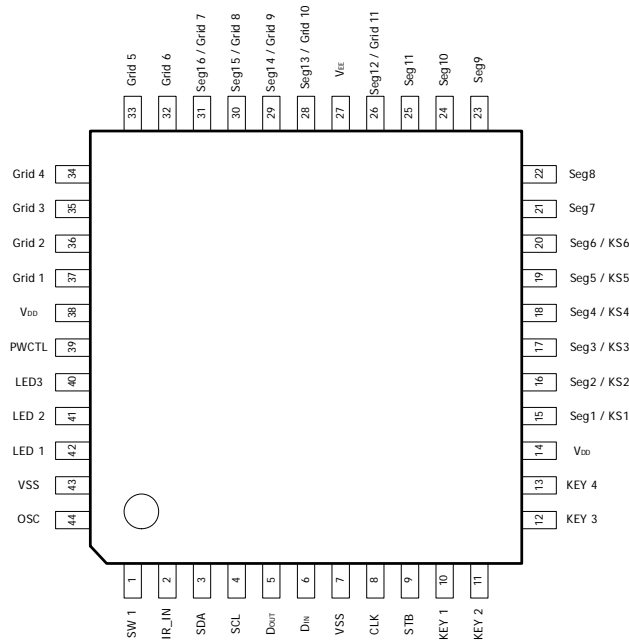 Grid 5
Grid 6
Seg16 / Grid 7
Seg15 / Grid 8
Seg14 / Grid 9
Seg13 / Grid 10
VEE
Seg12 / Grid 11
Seg11
Seg10
Seg9
33
32
31
30
29
28
27
26
25
24
23
Grid 4 34
Grid 3 35
Grid 2 36
Grid 1 37
VDD 38
PWCTL 39
LED3 40
LED 2 41
LED 1 42
VSS 43
OSC 44
22 Seg8
21 Seg7
20 Seg6 / KS6
19 Seg5 / KS5
18 Seg4 / KS4
17 Seg3 / KS3
16 Seg2 / KS2
15 Seg1 / KS1
14 VDD
13 KEY 4
12 KEY 3
1
2
3
4
5
6
7
8
9
10
11
SW 1
IR_IN
SDA
SCL
DOUT
DIN
VSS
CLK
STB
KEY 1
KEY 2